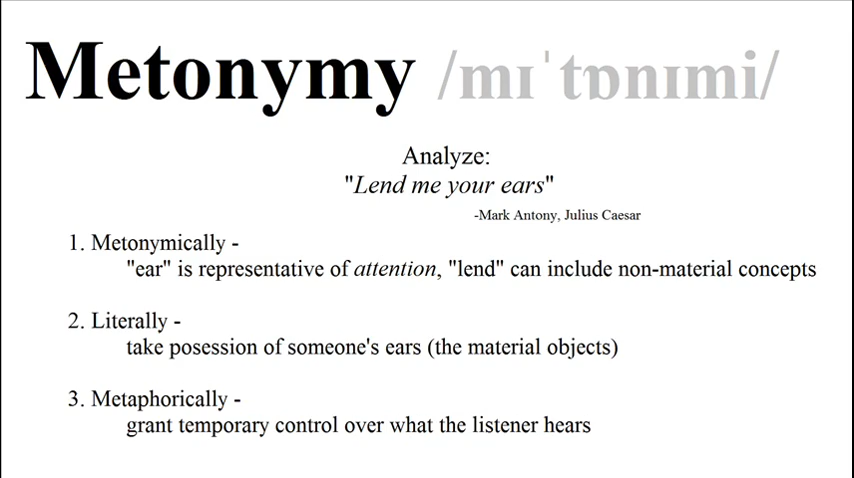 Metonymy /mɪˈtɒnɪmi/
Analyze:
"Lend me your ears"
-Mark Antony, Julius Caesar
1. Metonymically -
"ear" is representative of attention, "lend" can include non-material concepts
2. Literally -
take posession of someone's ears (the material objects)
3. Metaphorically -
grant temporary control over what the listener hears